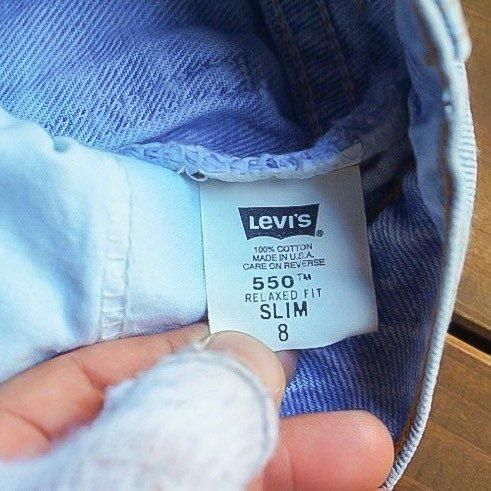 LEVI'S®
100% COTTON
MADE IN U.S.A.
CARE ON REVERSE
550™
RELAXED FIT
SLIM
8